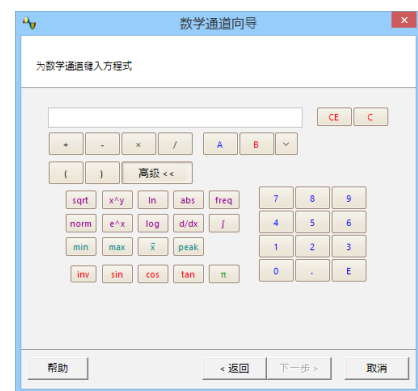 数学通道向导
为数学通道键入方程式
CE C
+ - × / A B
( ) 高級 <<
sqrt x^y ln abs freq 7 8 9
norm e^x log d/dx ∫ 4 5 6
min max x̄ peak 1 2 3
inv sin cos tan π 0 . E
帮助 < 返回 下一步 > 取消